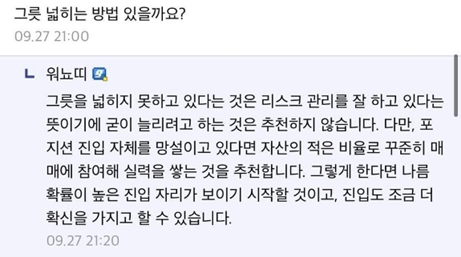 그릇 넓히는 방법 있을까요?
09.27 21:00
워뇨띠
그릇을 넓히지 못하고 있다는 것은 리스크 관리를 잘 하고 있다는
뜻이기에 굳이 늘리려고 하는 것은 추천하지 않습니다. 다만, 포
지션 진입 자체를 망설이고 있다면 자산의 적은 비율로 꾸준히 매
매에 참여해 실력을 쌓는 것을 추천합니다. 그렇게 한다면 나름
확률이 높은 진입 자리가 보이기 시작할 것이고, 진입도 조금 더
확신을 가지고 할 수 있습니다.
09.27 21:20